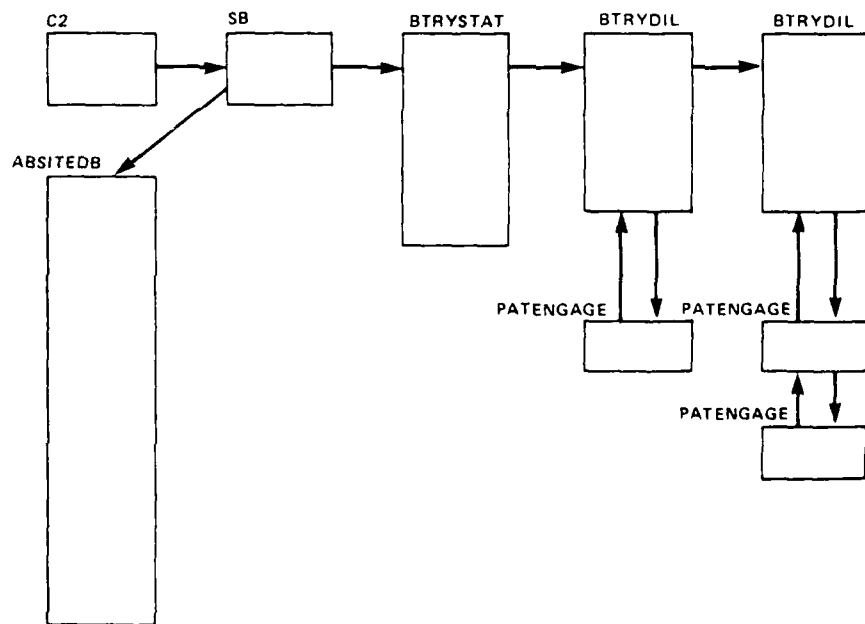 C2
SB
BTRYSTAT
BTRYDIL
BTRYDIL
ABSITEDB
PATENGAGE
PATENGAGE
PATENGAGE